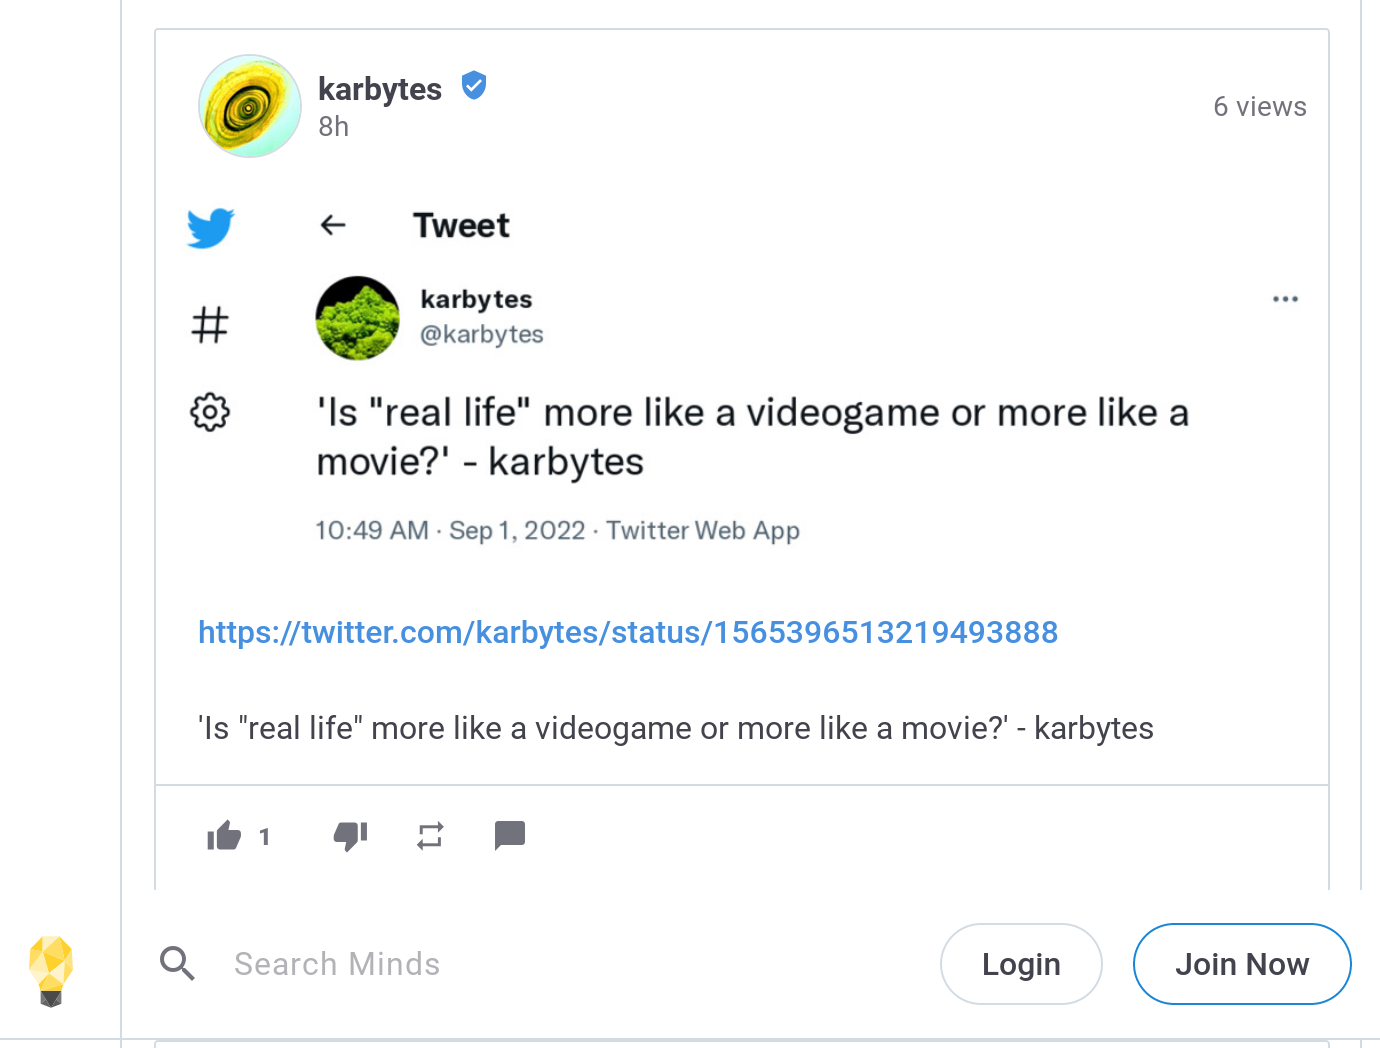 karbytes
8h
6 views
Tweet
karbytes
@karbytes
'Is "real life" more like a videogame or more like a
movie?' - karbytes
10:49 AM · Sep 1, 2022 · Twitter Web App
https://twitter.com/karbytes/status/1565396513219493888
'Is "real life" more like a videogame or more like a movie?' - karbytes
1
Search Minds
Login
Join Now